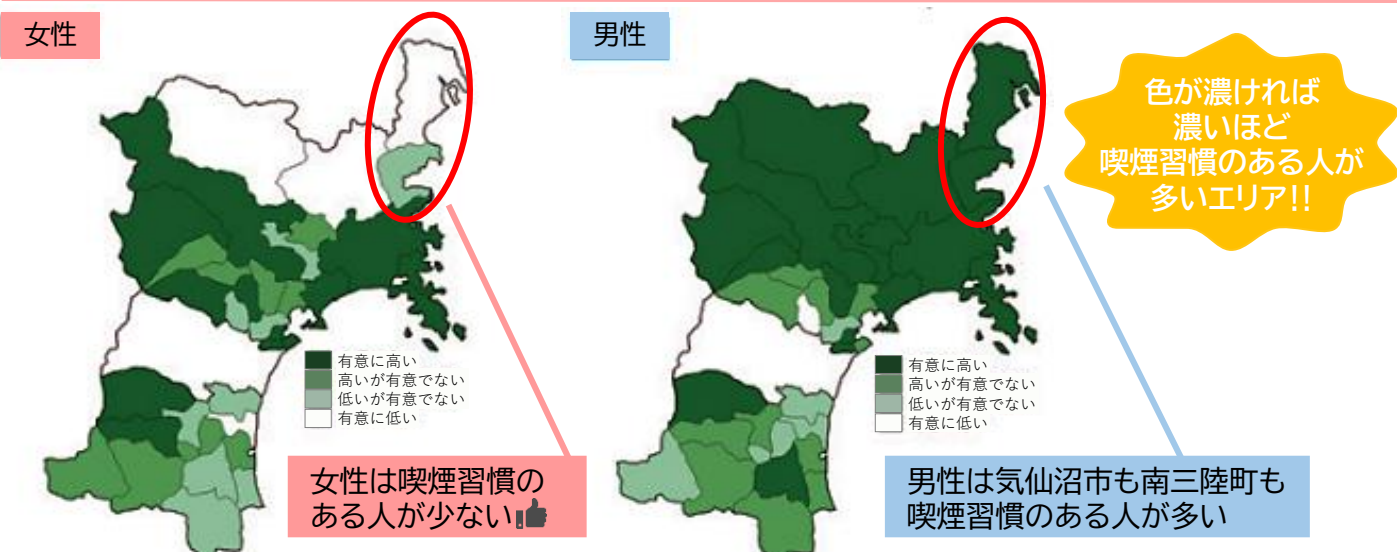 女性
男性
色が濃ければ
濃いほど
喫煙習慣のある人が
多いエリア!!
有意に高い
高いが有意でない
低いが有意でない
有意に低い
有意に高い
高いが有意でない
低いが有意でない
有意に低い
女性は喫煙習慣の
ある人が少ない
男性は気仙沼市も南三陸町も
喫煙習慣のある人が多い